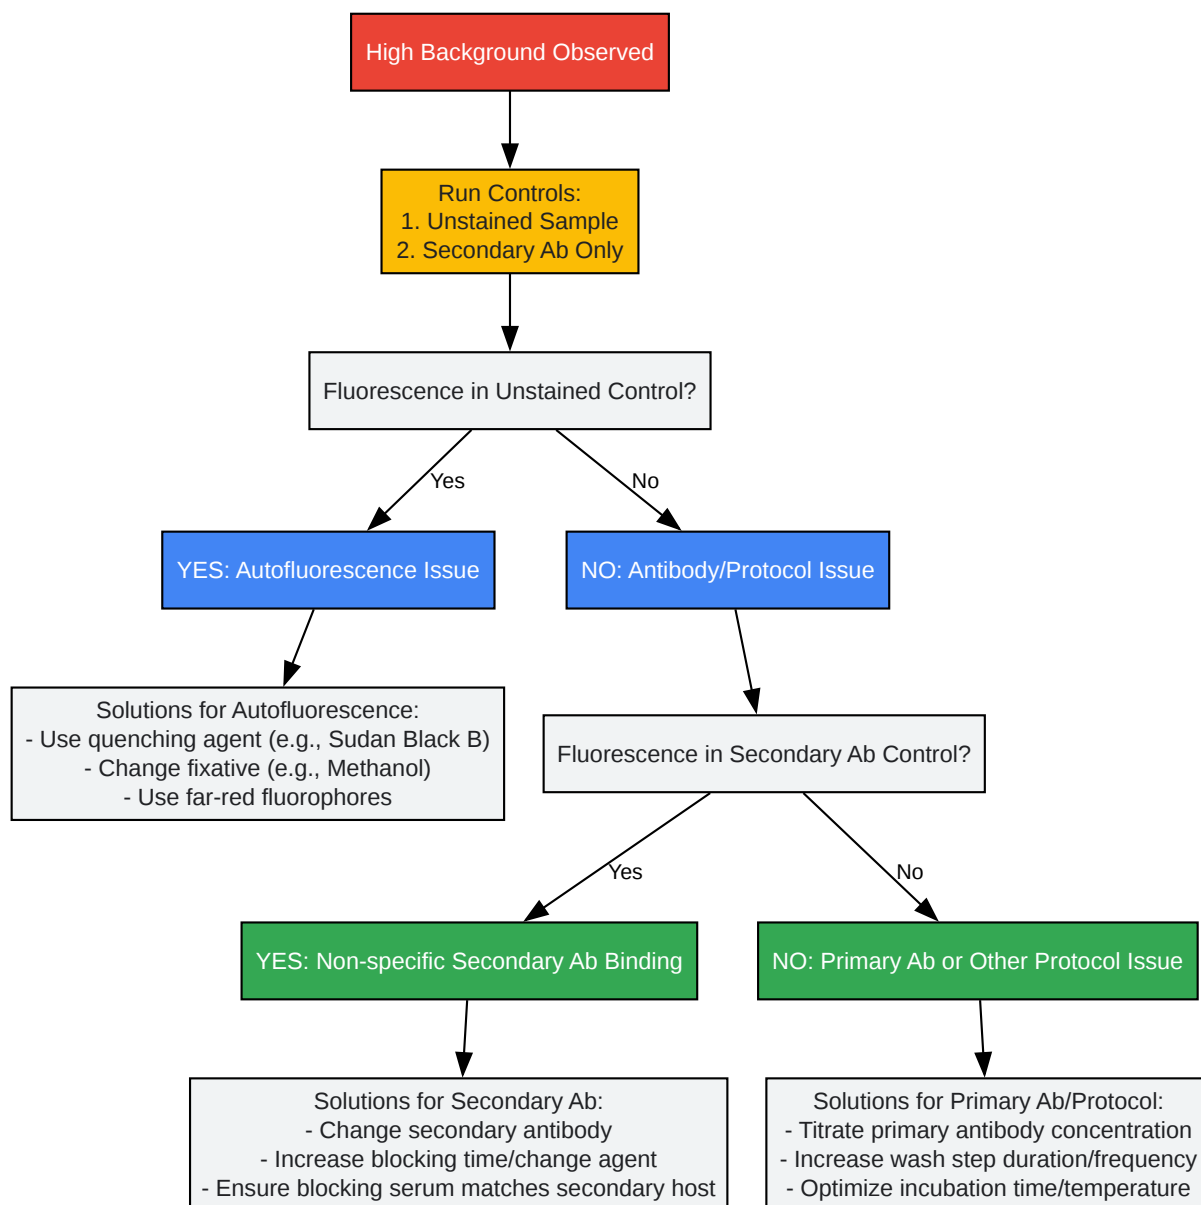 High Background Observed
Run Controls:
1. Unstained Sample
2. Secondary Ab Only
Fluorescence in Unstained Control?
Yes
No
YES: Autofluorescence Issue
NO: Antibody/Protocol Issue
Solutions for Autofluorescence:
- Use quenching agent (e.g., Sudan Black B)
- Change fixative (e.g., Methanol)
- Use far-red fluorophores
Fluorescence in Secondary Ab Control?
Yes
No
YES: Non-specific Secondary Ab Binding
NO: Primary Ab or Other Protocol Issue
Solutions for Secondary Ab:
- Change secondary antibody
- Increase blocking time/change agent
- Ensure blocking serum matches secondary host
Solutions for Primary Ab/Protocol:
- Titrate primary antibody concentration
- Increase wash step duration/frequency
- Optimize incubation time/temperature